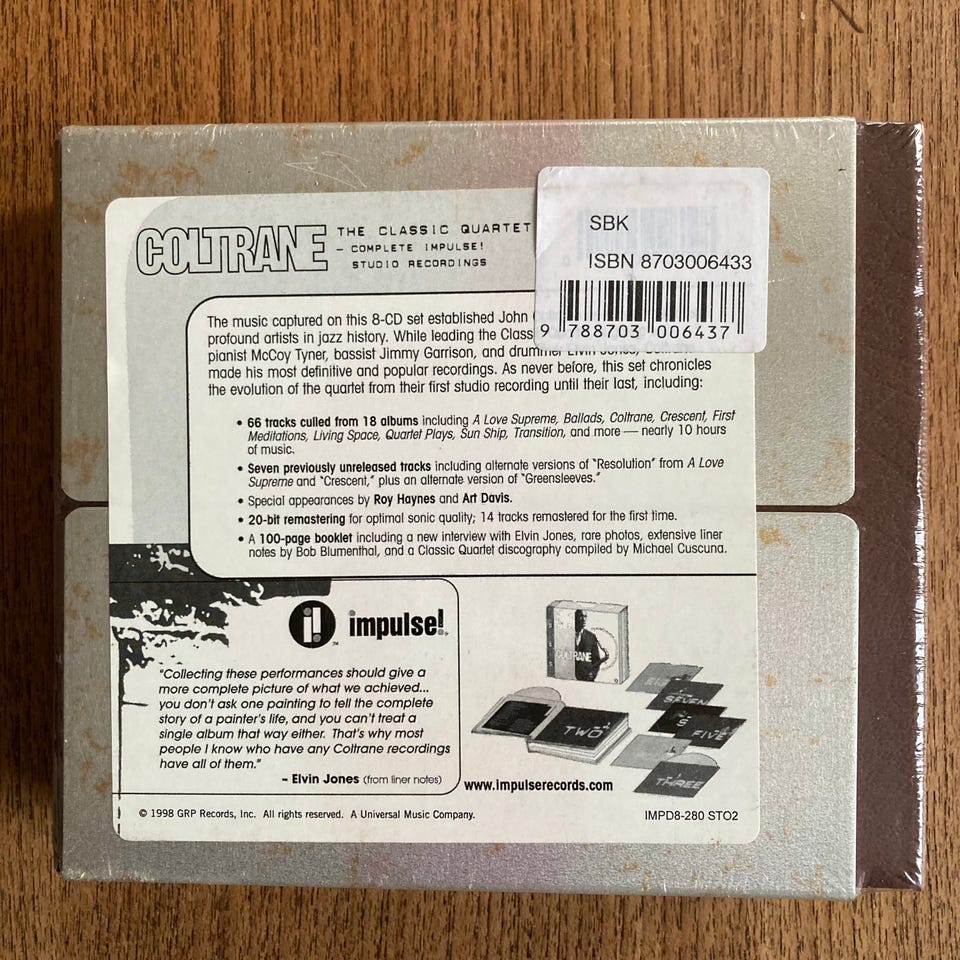 COLTRANE
THE CLASSIC QUARTET
– COMPLETE IMPULSE!
STUDIO RECORDINGS
SBK
ISBN 8703006433
9 788703 006437
The music captured on this 8-CD set established John
profound artists in jazz history. While leading the
pianist McCoy Tyner, bassist Jimmy Garrison, and drummer Elvin Jones,
made his most definitive and popular recordings. As never before, this set chronicles
the evolution of the quartet from their first studio recording until their last, including:
• 66 tracks culled from 18 albums including A Love Supreme, Ballads, Coltrane, Crescent, First
Meditations, Living Space, Quartet Plays, Sun Ship, Transition, and more — nearly 10 hours
of music.
• Seven previously unreleased tracks including alternate versions of "Resolution" from A Love
Supreme and "Crescent," plus an alternate version of "Greensleeves."
• Special appearances by Roy Haynes and Art Davis.
• 20-bit remastering for optimal sonic quality; 14 tracks remastered for the first time.
• A 100-page booklet including a new interview with Elvin Jones, rare photos, extensive liner
notes by Bob Blumenthal, and a Classic Quartet discography compiled by Michael Cuscuna.
impulse!
"Collecting these performances should give a
more complete picture of what we achieved...
you don't ask one painting to tell the complete
story of a painter's life, and you can't treat a
single album that way either. That's why most
people I know who have any Coltrane recordings
have all of them."
– Elvin Jones (from liner notes)
COLTRANE
SEVEN
FIVE
TWO
THREE
www.impulserecords.com
© 1998 GRP Records, Inc. All rights reserved. A Universal Music Company.
IMPD8-280 STO2